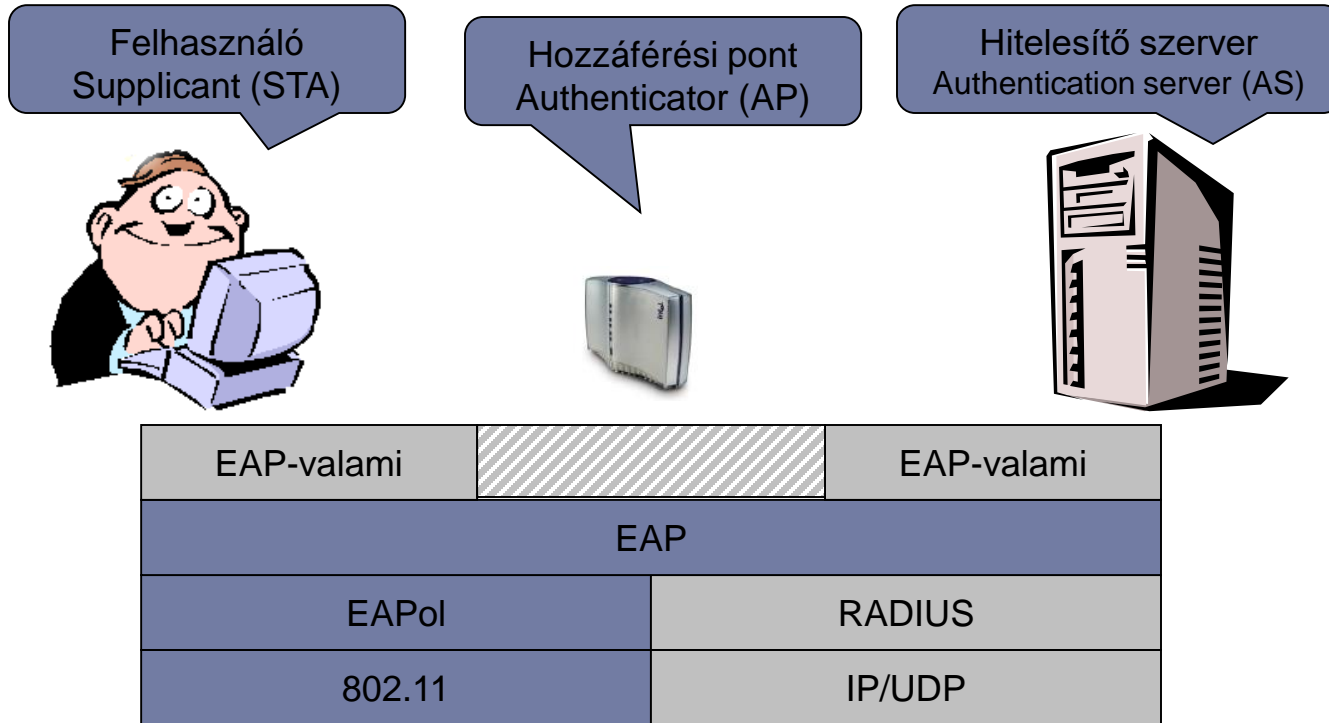 Felhasználó
Supplicant (STA)
Hozzáférési pont
Authenticator (AP)
Hitelesítő szerver
Authentication server (AS)
EAP-valami
EAP-valami
EAP
EAPol
RADIUS
802.11
IP/UDP